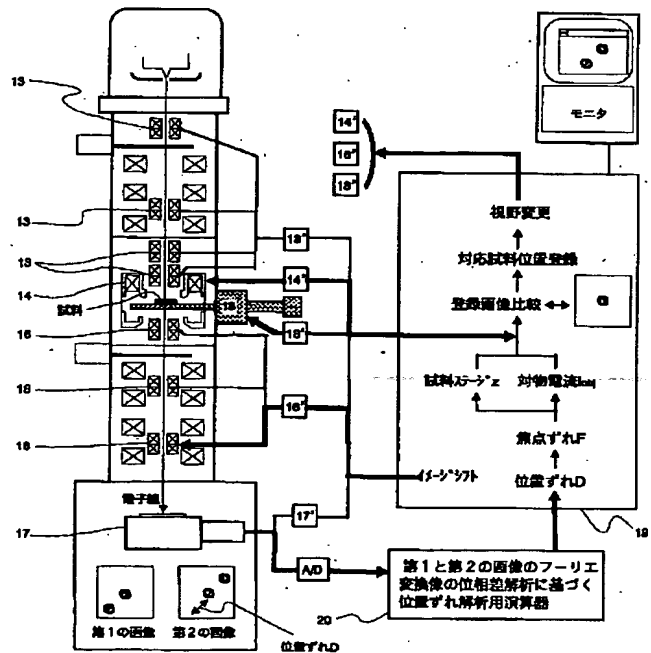 13
モニタ
14'
16'
18'
視野変更
13
対応試料位置登録
13
13'
14
14'
登録画像比較
試料
18
18'
16
試料ステージz
対物電流Iobj
16
16'
焦点ずれF
16
イメージシフト
位置ずれD
電子線
17
17'
19
A/D
第1と第2の画像のフーリエ
変換像の位相差解析に基づく
位置ずれ解析用演算器
20
第1の画像
第2の画像
位置ずれD